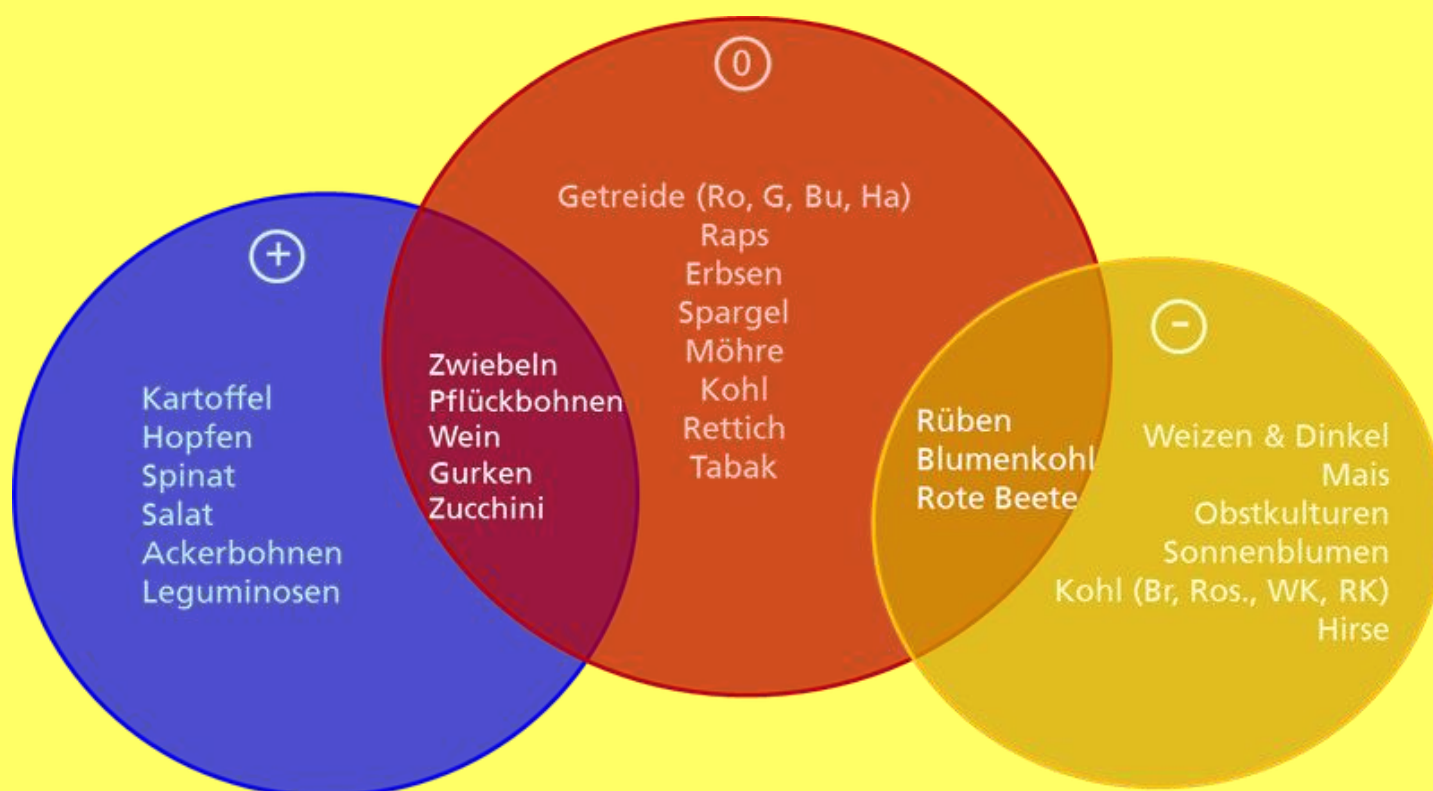 0
Getreide (Ro, G, Bu, Ha)
Raps
Erbsen
Spargel
Möhre
Kohl
Rettich
Tabak
+
Kartoffel
Hopfen
Spinat
Salat
Ackerbohnen
Leguminosen
Zwiebeln
Pflückbohnen
Wein
Gurken
Zucchini
Rüben
Blumenkohl
Rote Beete
-
Weizen & Dinkel
Mais
Obstkulturen
Sonnenblumen
Kohl (Br, Ros., WK, RK)
Hirse